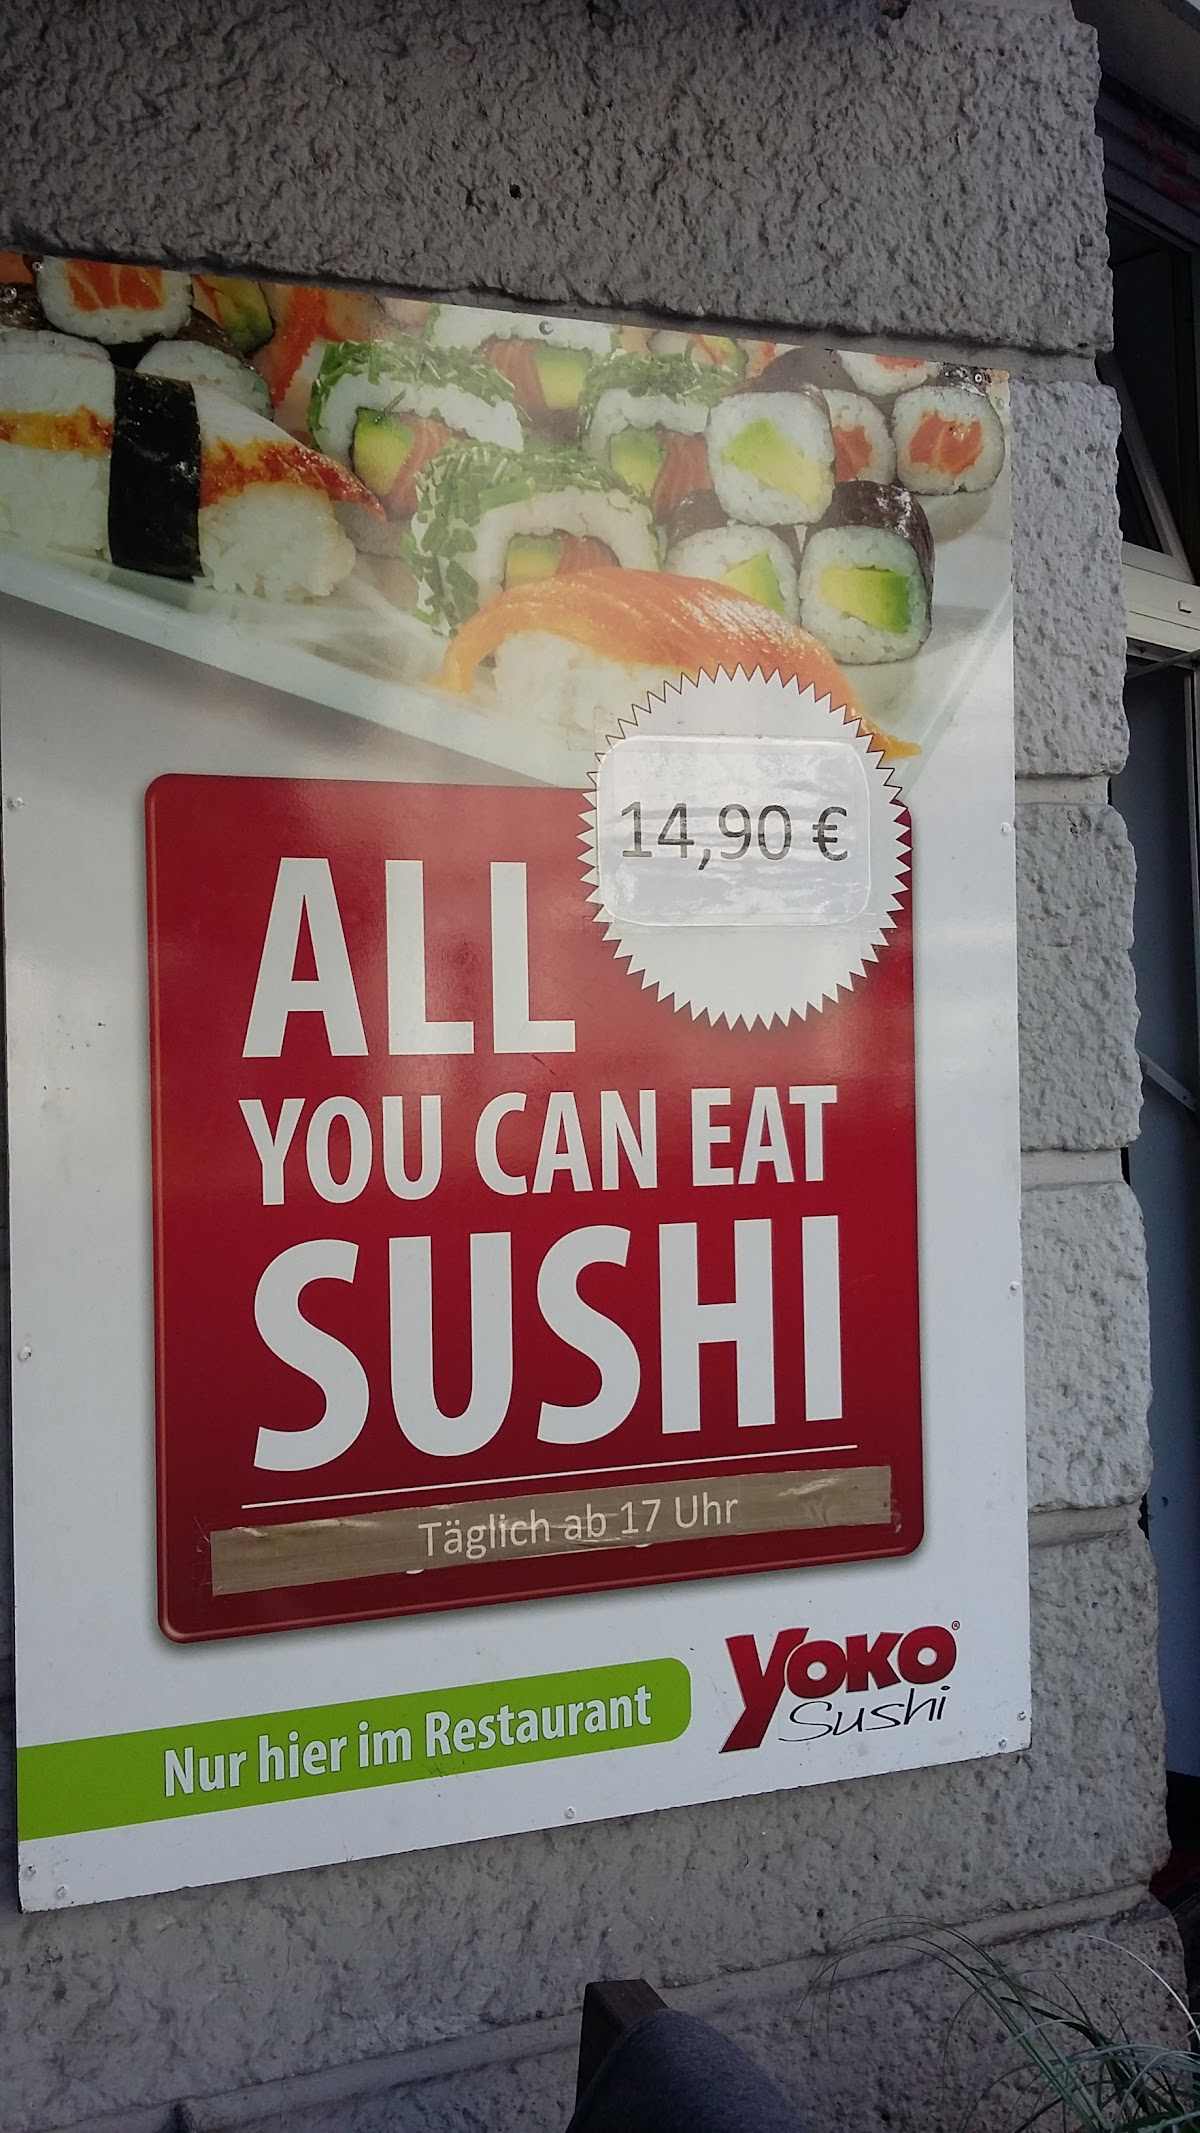 14,90 €
ALL
YOU CAN EAT
SUSHI
Täglich ab 17 Uhr
Nur hier im Restaurant
YOKO®
Sushi